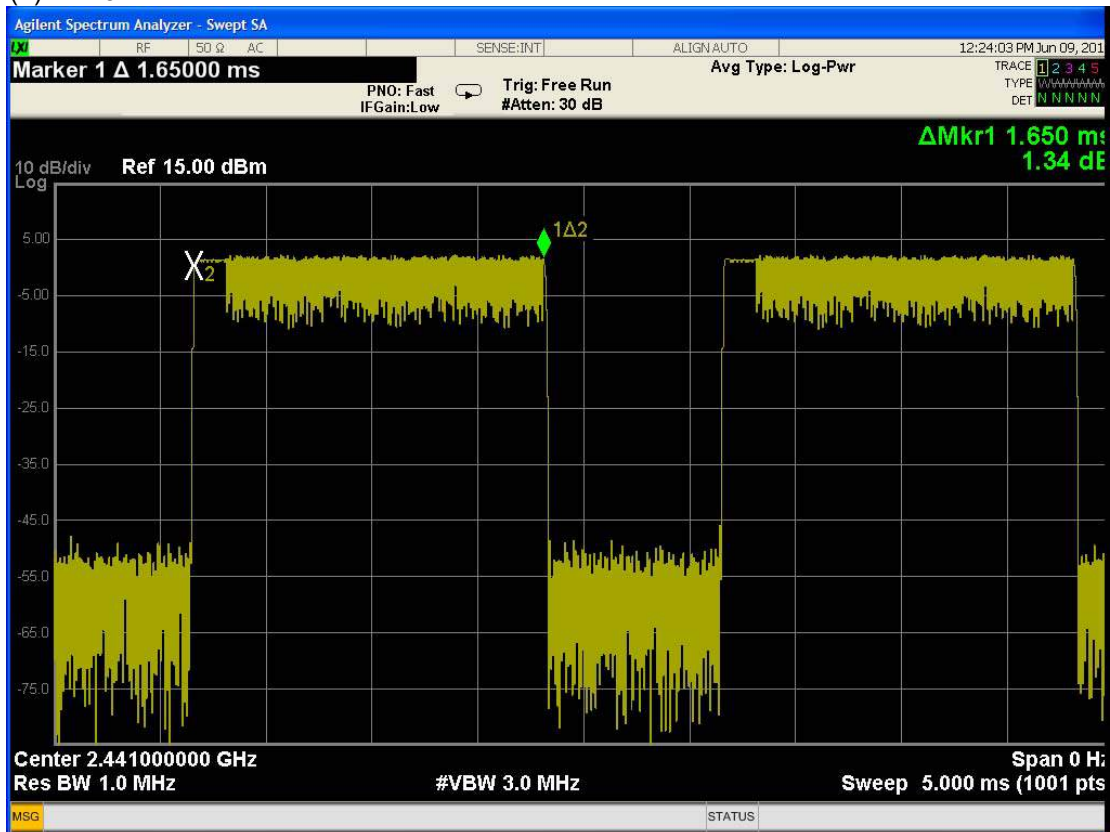 Agilent Spectrum Analyzer - Swept SA
LXI RF 50 Ω AC SENSE:INT ALIGN AUTO 12:24:03 PM Jun 09, 201
Marker 1 Δ 1.65000 ms
PNO: Fast
IFGain:Low
Trig: Free Run
#Atten: 30 dB
Avg Type: Log-Pwr
TRACE 1 2 3 4 5
TYPE
DET N N N N N
ΔMkr1 1.650 ms
1.34 dB
10 dB/div Ref 15.00 dBm
Log
5.00
-5.00
-15.0
-25.0
-35.0
-45.0
-55.0
-65.0
-75.0
1Δ2
X2
Center 2.441000000 GHz Span 0 Hz
Res BW 1.0 MHz #VBW 3.0 MHz Sweep 5.000 ms (1001 pts
MSG STATUS